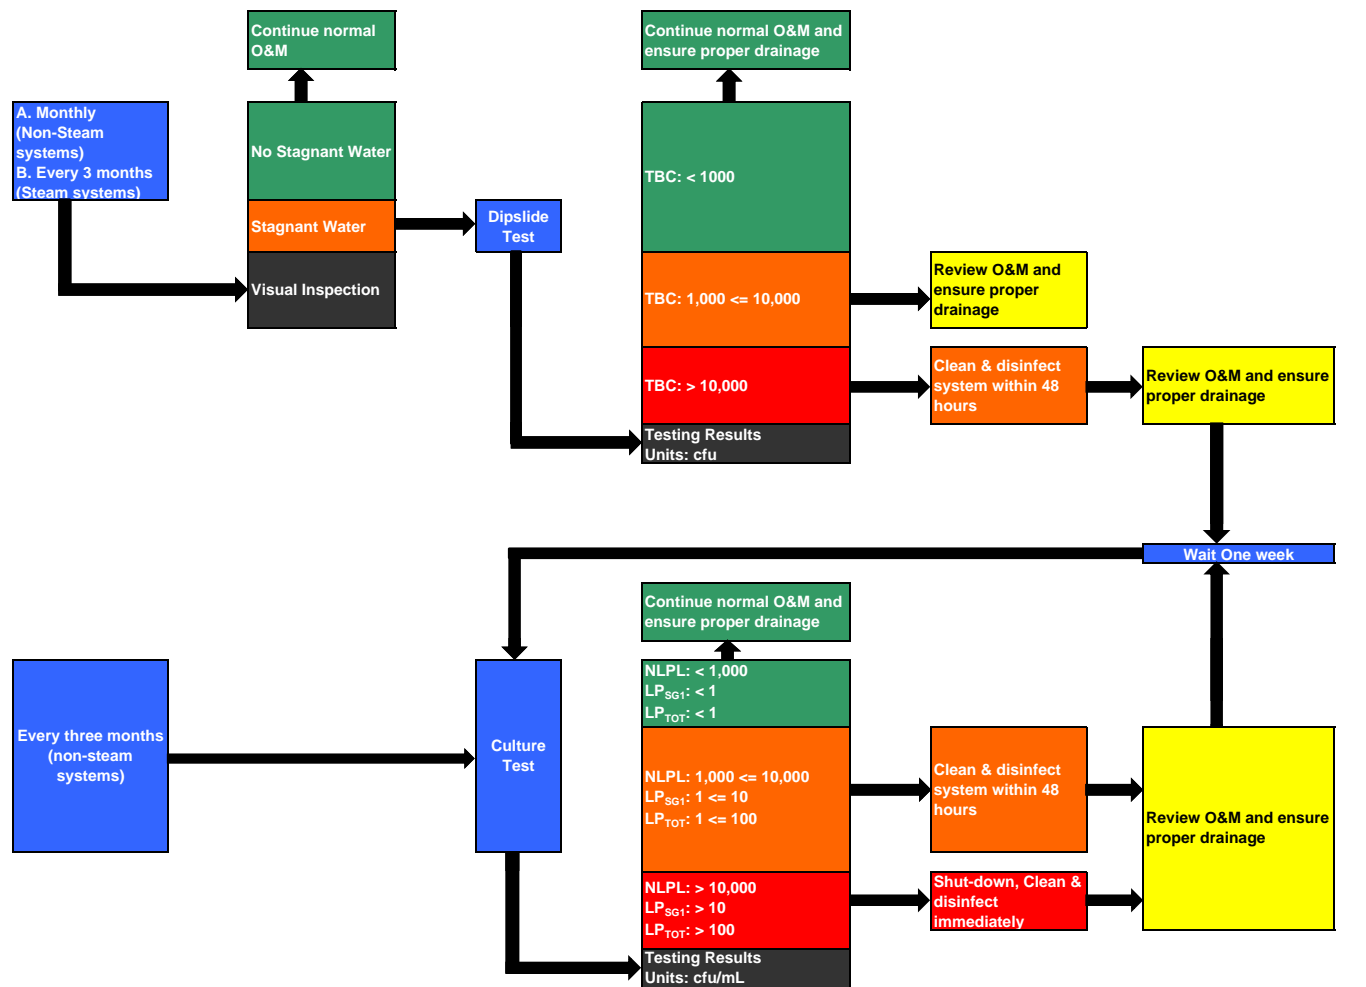 Continue normal
O&M
Continue normal O&M and
ensure proper drainage
A. Monthly
(Non-Steam
systems)
B. Every 3 months
(Steam systems)
No Stagnant Water
TBC: < 1000
Stagnant Water
Dipslide
Test
Visual Inspection
TBC: 1,000 <= 10,000
Review O&M and
ensure proper
drainage
TBC: > 10,000
Clean & disinfect
system within 48
hours
Review O&M and ensure
proper drainage
Testing Results
Units: cfu
Wait One week
Continue normal O&M and
ensure proper drainage
Every three months
(non-steam
systems)
Culture
Test
NLPL: < 1,000
LPSG1: < 1
LPTOT: < 1
NLPL: 1,000 <= 10,000
LPSG1: 1 <= 10
LPTOT: 1 <= 100
Clean & disinfect
system within 48
hours
Review O&M and ensure
proper drainage
NLPL: > 10,000
LPSG1: > 10
LPTOT: > 100
Shut-down, Clean &
disinfect
immediately
Testing Results
Units: cfu/mL